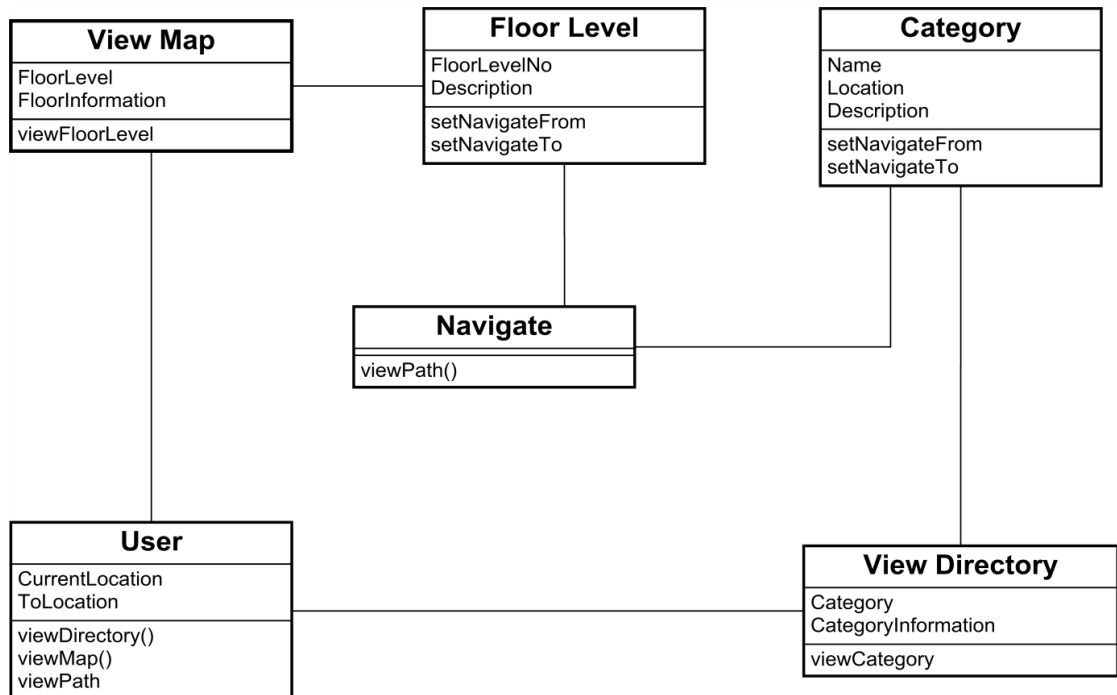 View Map
FloorLevel
FloorInformation
viewFloorLevel
Floor Level
FloorLevelNo
Description
setNavigateFrom
setNavigateTo
Category
Name
Location
Description
setNavigateFrom
setNavigateTo
Navigate
viewPath()
User
CurrentLocation
ToLocation
viewDirectory()
viewMap()
viewPath
View Directory
Category
CategoryInformation
viewCategory